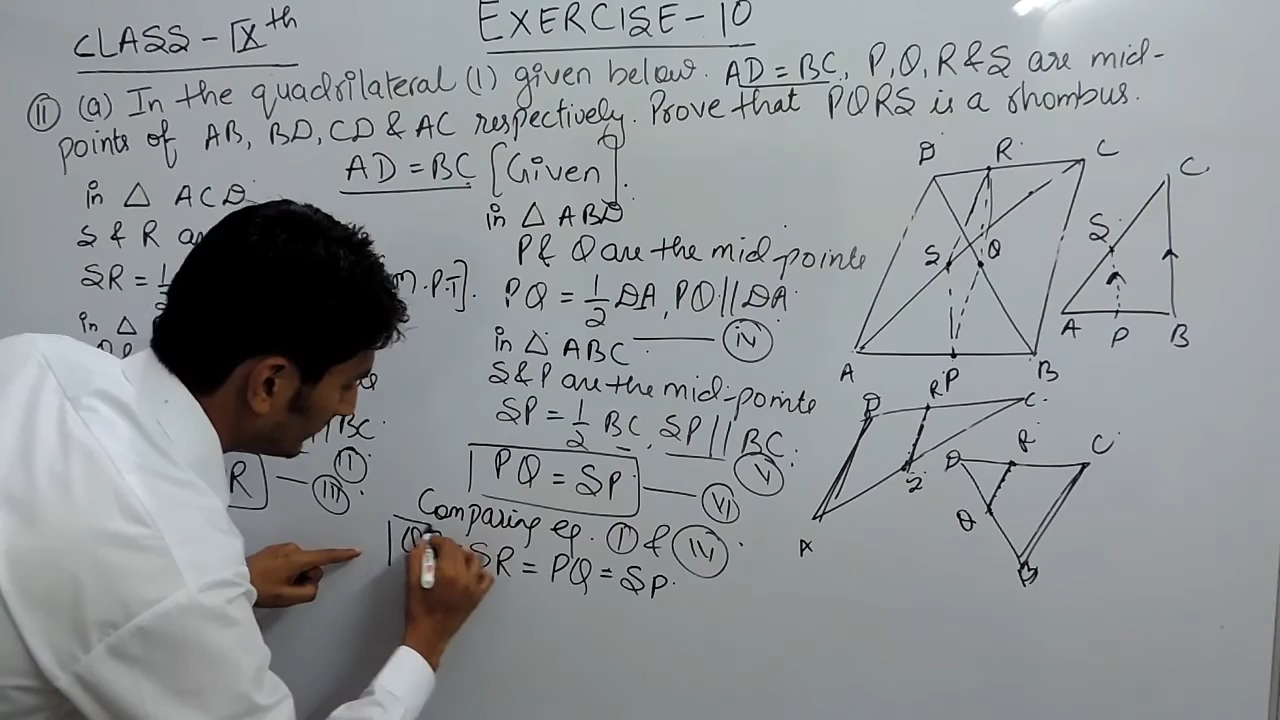 CLASS - IXth
EXERCISE - 10
11 (a) In the quadrilateral (1) given below. AD = BC, P, Q, R & S are mid-
points of AB, BD, CD & AC respectively. Prove that PQRS is a rhombus.
AD = BC [Given].
in △ ACD
S & R
SR = 1/2
M.P.T].
in △
||BC.
I
R
III
in △ ABD
P & Q are the mid-points
PQ = 1/2 DA, PQ || DA
in △ ABC
IV
S & P are the mid-points
SP = 1/2 BC, SP || BC.
V
PQ = SP
VI
Comparing eq. I & IV.
SR = PQ = SP.
D R C
S Q
A P B
C
S
A P B
D R C
S
A
D R C
Q
B